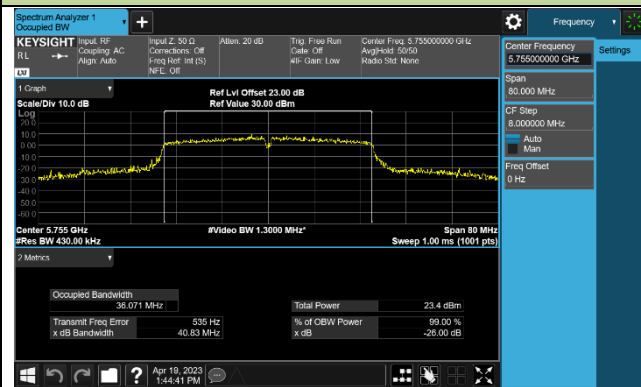 Spectrum Analyzer 1
Occupied BW
Frequency
KEYSIGHT
Input: RF
Input Z: 50 Ω
Atten: 20 dB
Trig: Free Run
Center Freq: 5.755000000 GHz
RL
Coupling: AC
Corrections: Off
Gate: Off
Avg|Hold: 50/50
Align: Auto
Freq Ref: Int (S)
#IF Gain: Low
Radio Std: None
NFE: Off
LXI
Center Frequency
5.755000000 GHz
Settings
Span
80.000 MHz
CF Step
8.000000 MHz
Auto
Man
Freq Offset
0 Hz
1 Graph
Scale/Div 10.0 dB
Ref Lvl Offset 23.00 dB
Ref Value 30.00 dBm
Log
20.0
10.0
0.00
-10.0
-20.0
-30.0
-40.0
-50.0
-60.0
Center 5.755 GHz
#Video BW 1.3000 MHz*
Span 80 MHz
#Res BW 430.00 kHz
Sweep 1.00 ms (1001 pts)
2 Metrics
Occupied Bandwidth
36.071 MHz
Total Power
23.4 dBm
Transmit Freq Error
535 Hz
% of OBW Power
99.00 %
x dB Bandwidth
40.83 MHz
x dB
-26.00 dB
Apr 19, 2023
1:44:41 PM